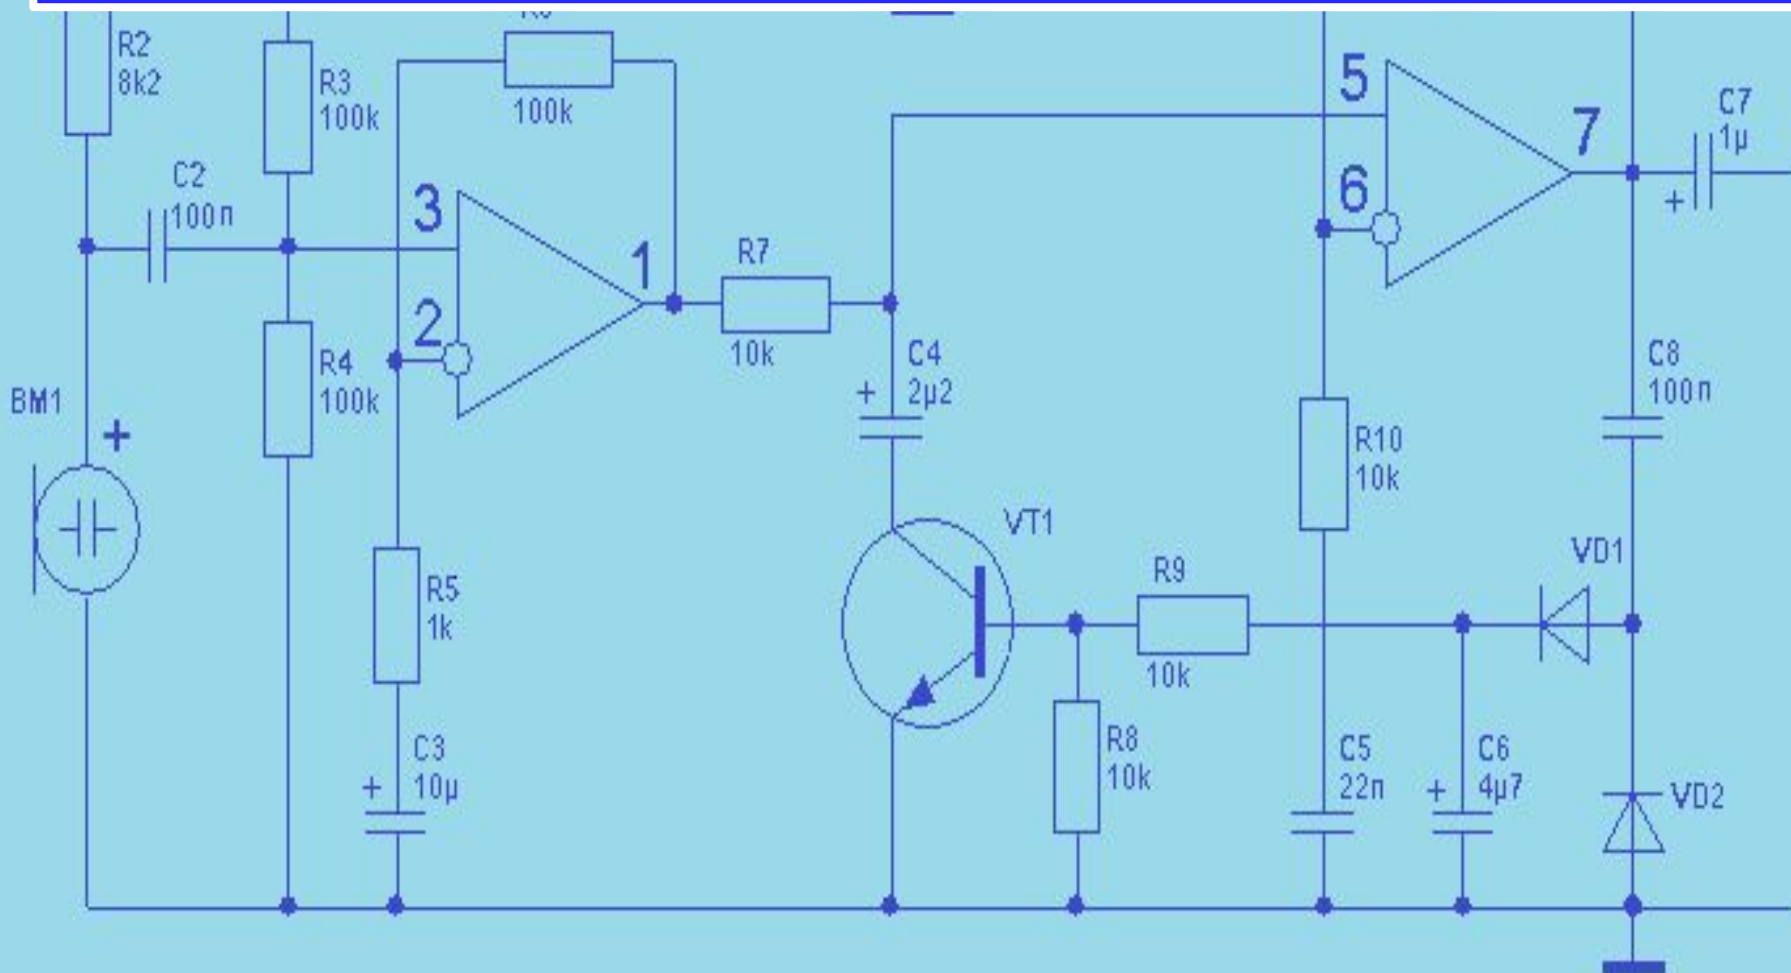 R2
8k2
R3
100k
100k
C2
100n
3
2
1
R4
100k
BM1
+
R5
1k
C3
+
10µ
R7
10k
C4
+
2µ2
VT1
R9
10k
R8
10k
5
6
7
C7
1µ
+
R10
10k
C8
100n
VD1
C5
22n
C6
+
4µ7
VD2